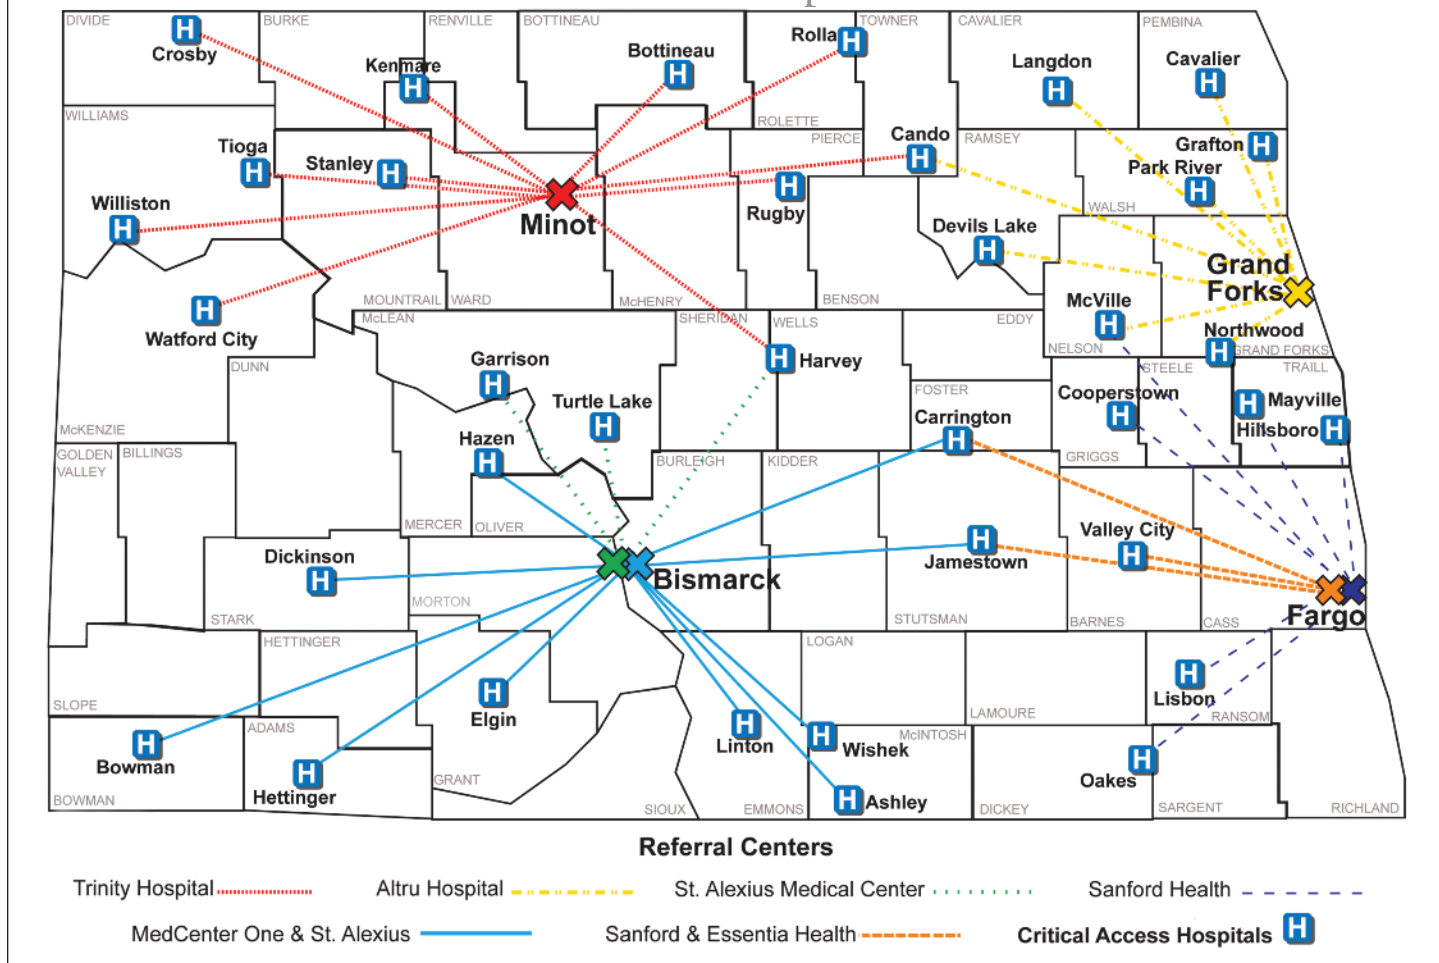 DIVIDE
BURKE
RENVILLE
BOTTINEAU
TOWNER
CAVALIER
PEMBINA
H
Crosby
Kenmare
H
Bottineau
H
Rolla H
Langdon
H
Cavalier
H
WILLIAMS
ROLETTE
PIERCE
RAMSEY
Tioga
H
Stanley H
Cando
H
Grafton H
Park River
H
Williston
H
Minot
H
Rugby
WALSH
Devils Lake
H
Grand
Forks
MOUNTRAIL
WARD
McHENRY
BENSON
H
Watford City
McLEAN
SHERIDAN
WELLS
EDDY
McVille
H
NELSON
Northwood
H
GRAND FORKS
DUNN
Garrison
H
H Harvey
STEELE
TRAILL
FOSTER
Turtle Lake
H
Carrington
H
Cooperstown
H
H Mayville
Hillsboro H
McKENZIE
GOLDEN
VALLEY
BILLINGS
Hazen
H
BURLEIGH
KIDDER
GRIGGS
MERCER
OLIVER
Dickinson
H
Bismarck
H
Jamestown
Valley City
H
Fargo
MORTON
STARK
STUTSMAN
BARNES
CASS
HETTINGER
LOGAN
SLOPE
H
Elgin
H
Lisbon
LAMOURE
RANSOM
ADAMS
H
Bowman
H
Linton
H Wishek
McINTOSH
H
Hettinger
GRANT
Oakes H
H Ashley
BOWMAN
SIOUX
EMMONS
DICKEY
SARGENT
RICHLAND
Referral Centers
Trinity Hospital
Altru Hospital
St. Alexius Medical Center
Sanford Health
MedCenter One & St. Alexius
Sanford & Essentia Health
Critical Access Hospitals H